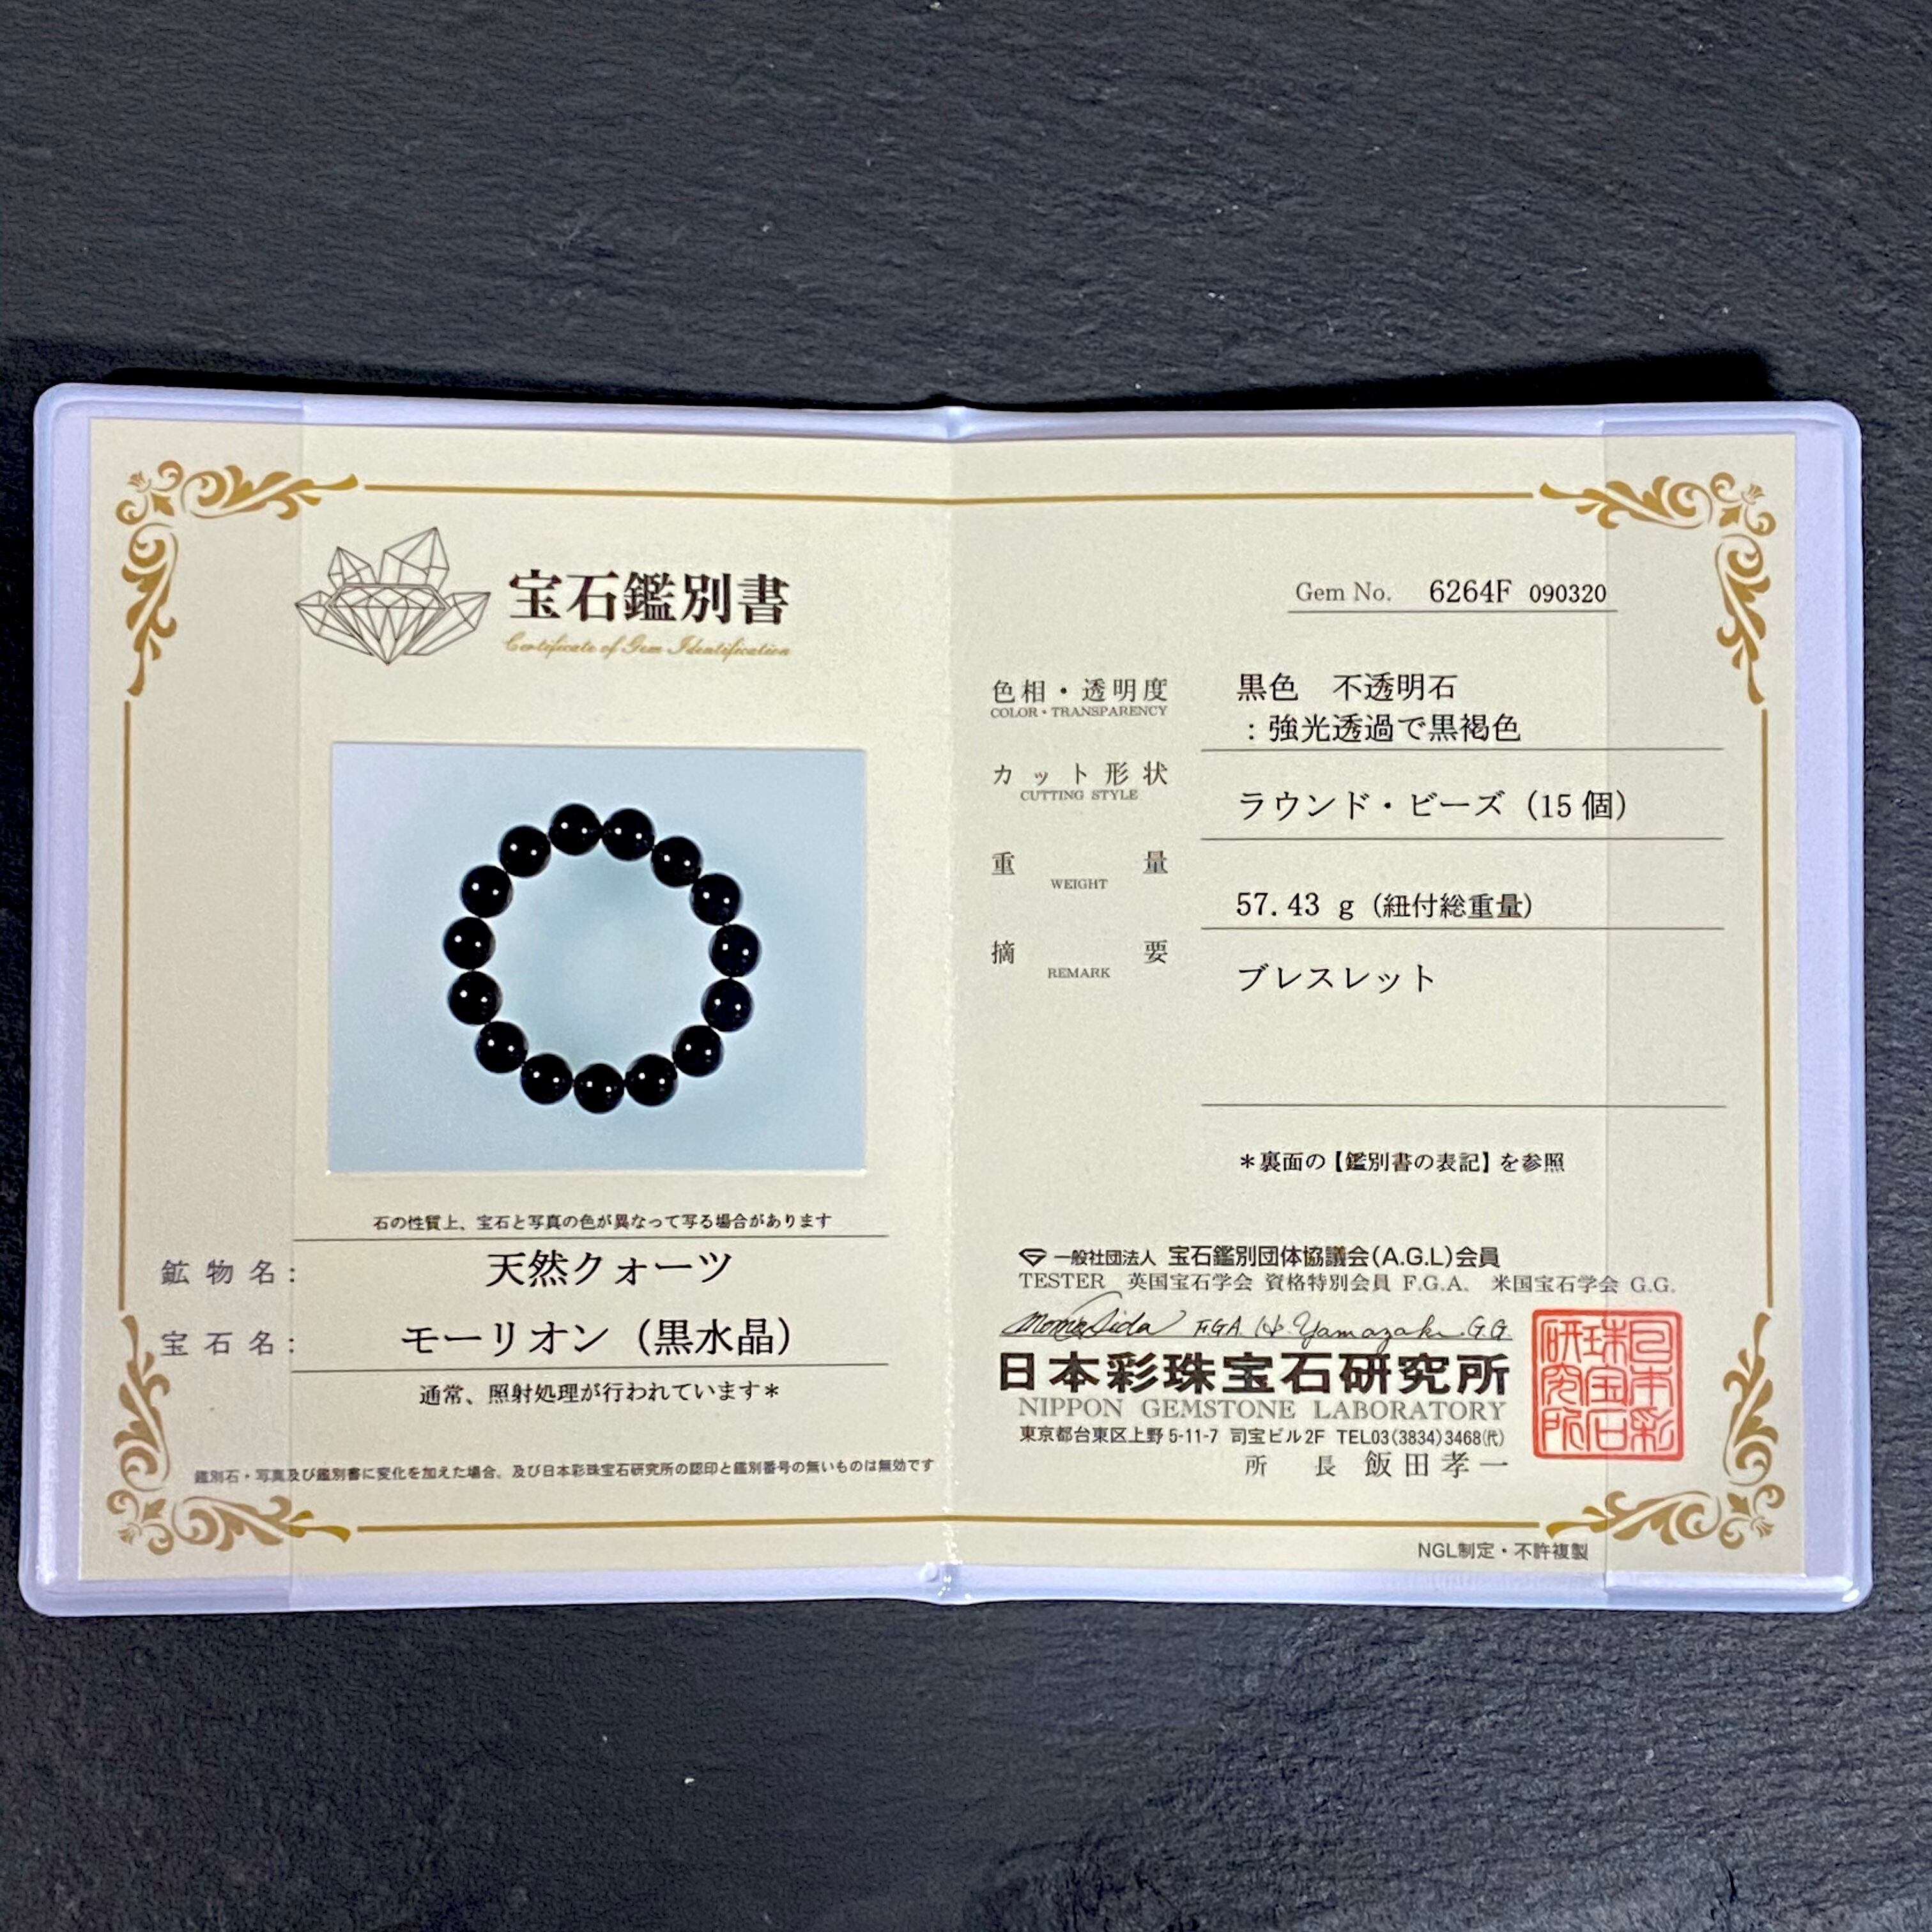 宝石鑑別書
Certificate of Gem Identification
石の性質上、宝石と写真の色が異なって写る場合があります
鉱物名: 天然クォーツ
宝石名: モーリオン（黒水晶）
通常、照射処理が行われています＊
鑑別石・写真及び鑑別書に変化を加えた場合、及び日本彩珠宝石研究所の認印と鑑別番号の無いものは無効です
Gem No. 6264F 090320
色相・透明度 黒色 不透明石
COLOR・TRANSPARENCY
：強光透過で黒褐色
カット形状
CUTTING STYLE
ラウンド・ビーズ（15個）
重量
WEIGHT
57.43 g（紐付総重量）
摘要
REMARK
ブレスレット
＊裏面の【鑑別書の表記】を参照
一般社団法人 宝石鑑別団体協議会(A.G.L)会員
TESTER 英国宝石学会 資格特別会員 F.G.A. 米国宝石学会 G.G.
F.G.A. H. Yamazaki G.G.
日本彩珠宝石研究所
NIPPON GEMSTONE LABORATORY
東京都台東区上野5-11-7 司宝ビル2F TEL03(3834)3468㈹
所長 飯田孝一
日本彩珠宝石研究所
NGL制定・不許複製